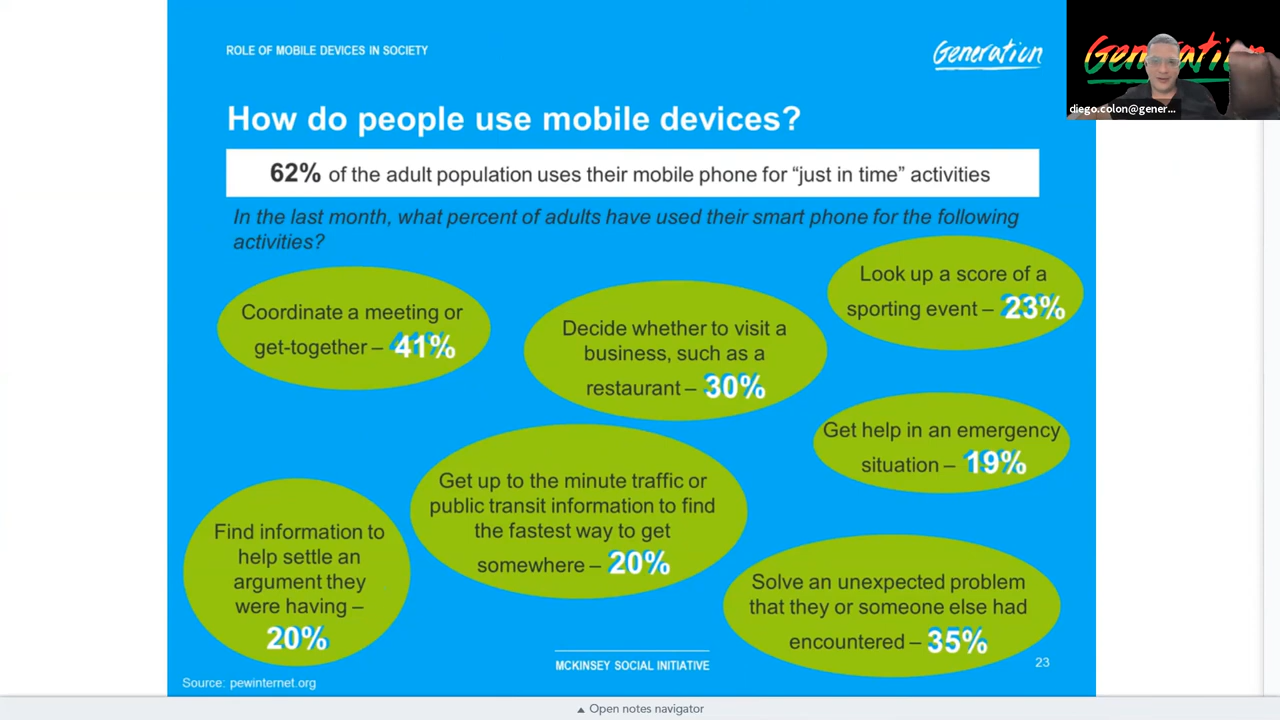 ROLE OF MOBILE DEVICES IN SOCIETY
Generation
Generation
diego.colon@gener...
How do people use mobile devices?
62% of the adult population uses their mobile phone for “just in time” activities
In the last month, what percent of adults have used their smart phone for the following
activities?
Coordinate a meeting or
get-together – 41%
Decide whether to visit a
business, such as a
restaurant – 30%
Look up a score of a
sporting event – 23%
Get help in an emergency
situation – 19%
Get up to the minute traffic or
public transit information to find
the fastest way to get
somewhere – 20%
Find information to
help settle an
argument they
were having –
20%
Solve an unexpected problem
that they or someone else had
encountered – 35%
MCKINSEY SOCIAL INITIATIVE
23
Source: pewinternet.org
▲ Open notes navigator